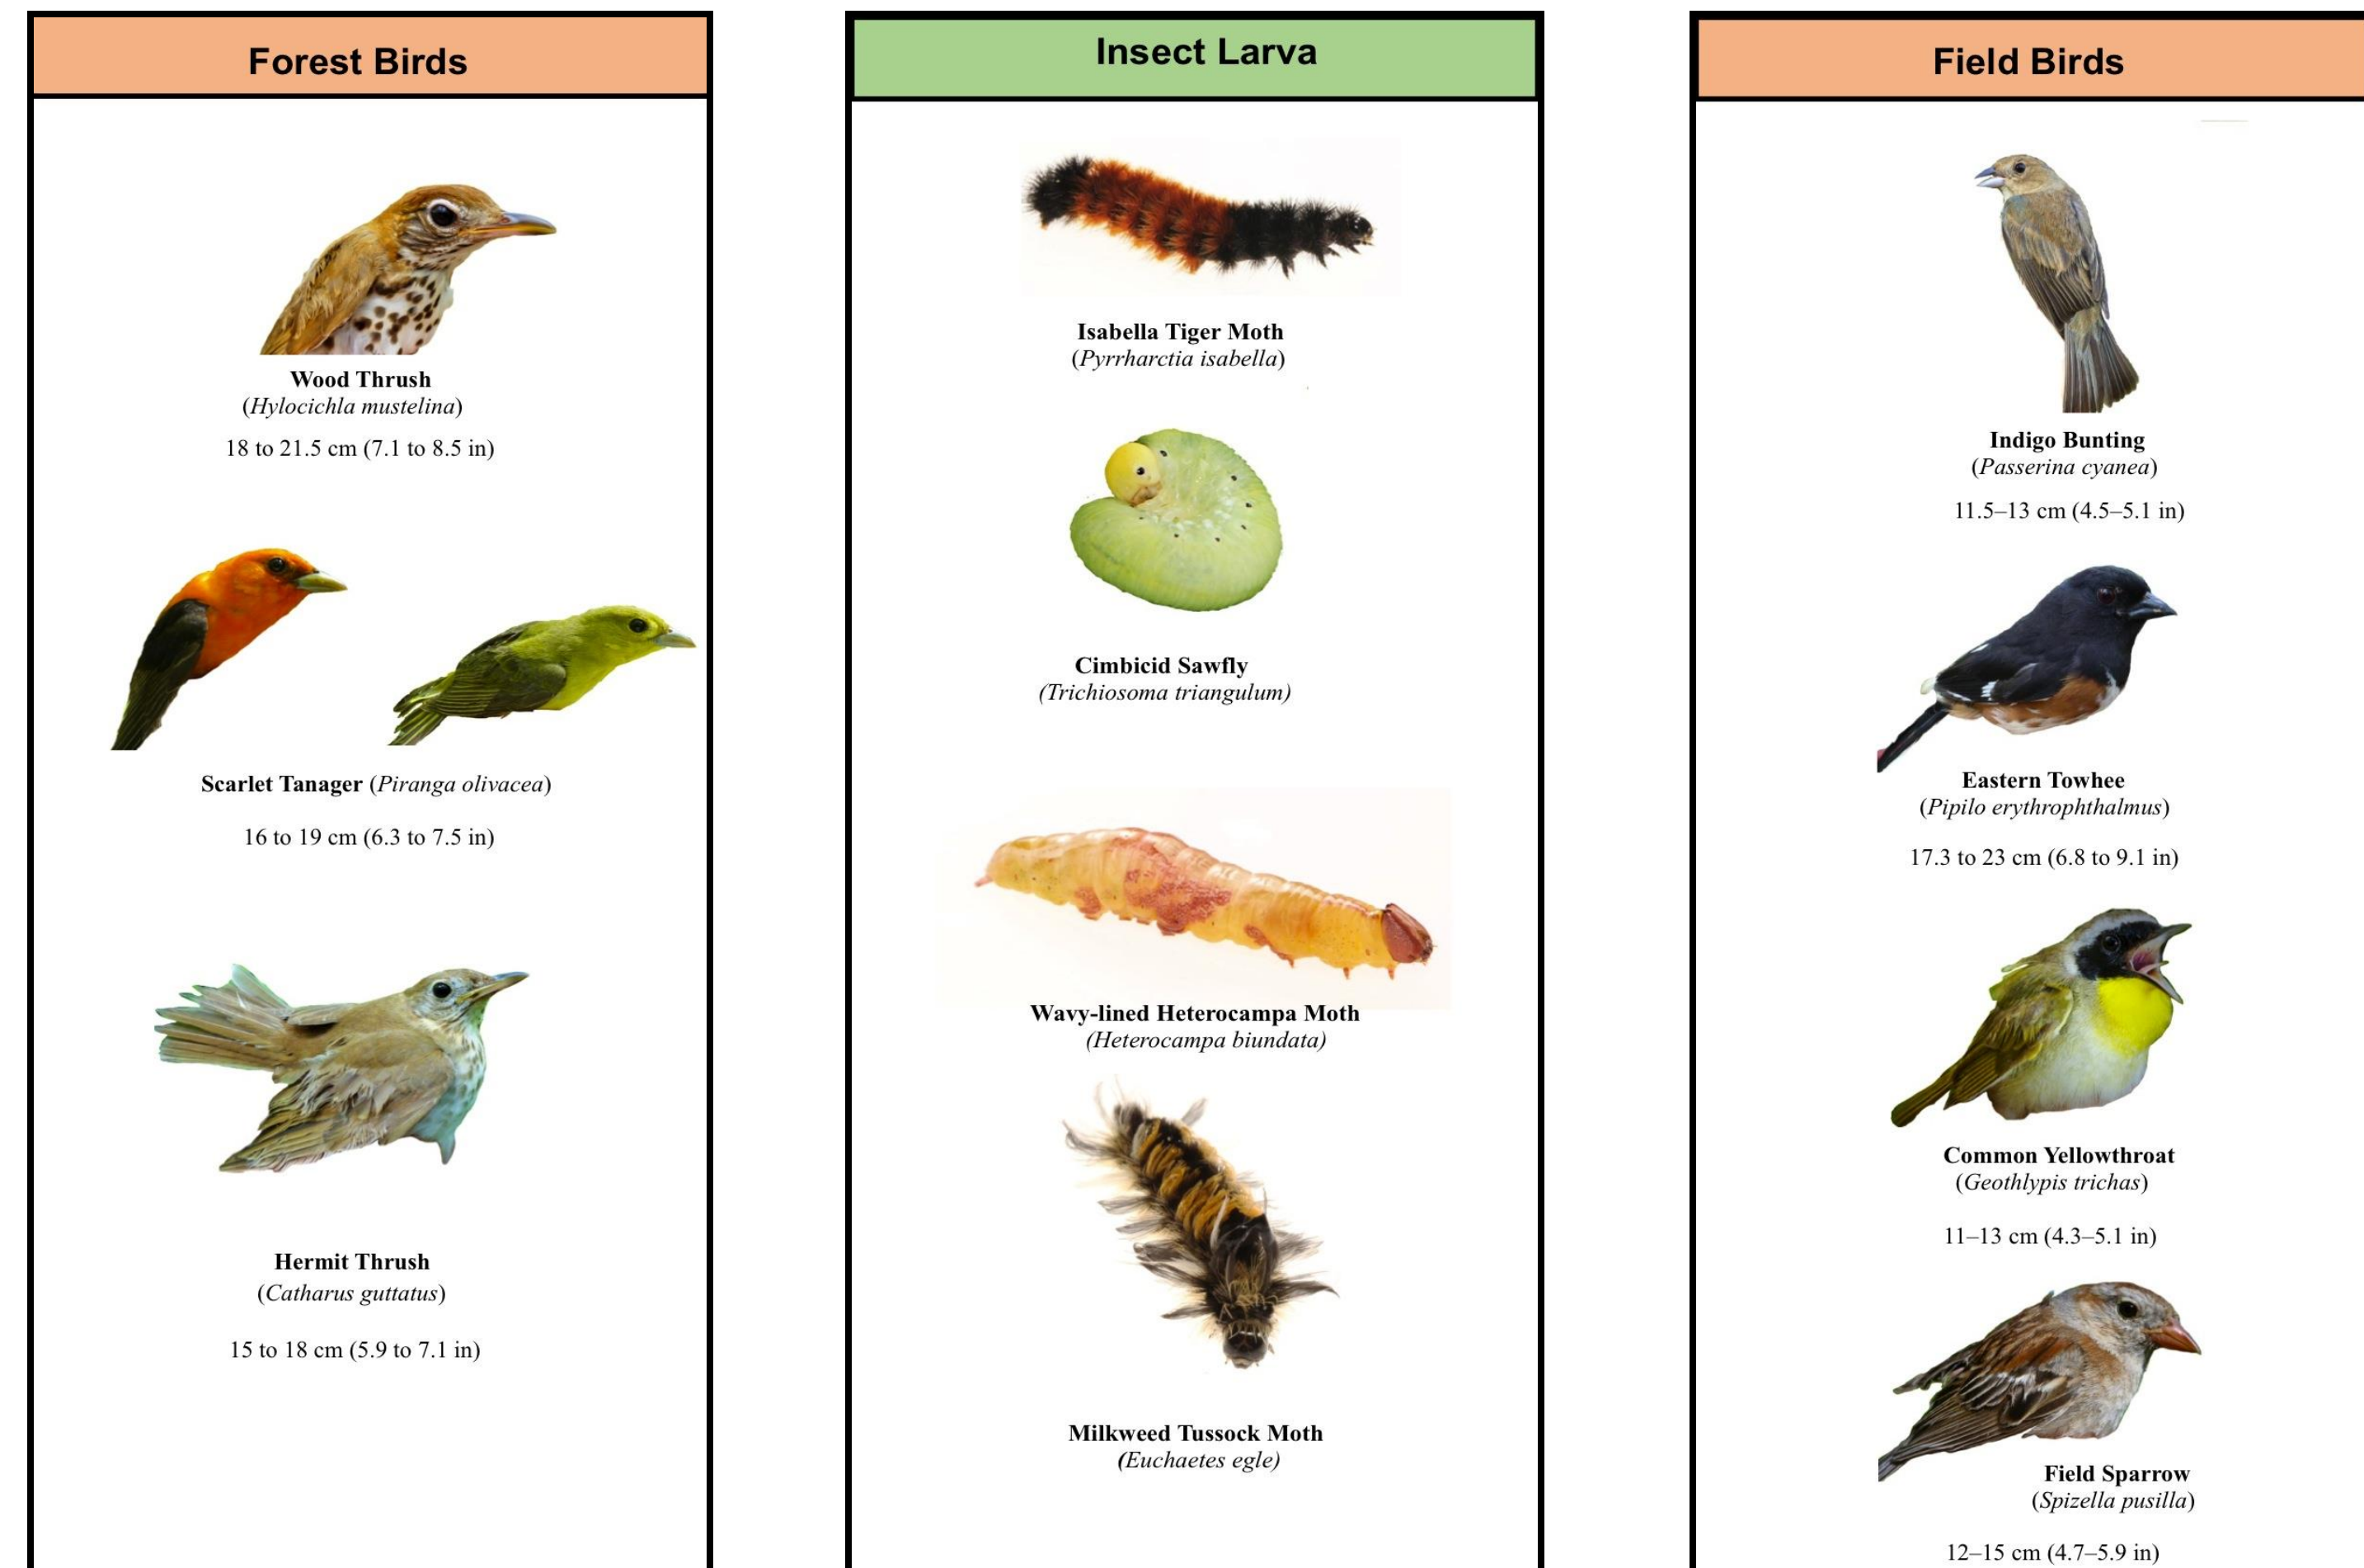 Forest Birds
Wood Thrush
(Hylocichla mustelina)
18 to 21.5 cm (7.1 to 8.5 in)
Scarlet Tanager (Piranga olivacea)
16 to 19 cm (6.3 to 7.5 in)
Hermit Thrush
(Catharus guttatus)
15 to 18 cm (5.9 to 7.1 in)
Insect Larva
Isabella Tiger Moth
(Pyrrharctia isabella)
Cimbicid Sawfly
(Trichiosoma triangulum)
Wavy-lined Heterocampa Moth
(Heterocampa biundata)
Milkweed Tussock Moth
(Euchaetes egle)
Field Birds
Indigo Bunting
(Passerina cyanea)
11.5–13 cm (4.5–5.1 in)
Eastern Towhee
(Pipilo erythrophthalmus)
17.3 to 23 cm (6.8 to 9.1 in)
Common Yellowthroat
(Geothlypis trichas)
11–13 cm (4.3–5.1 in)
Field Sparrow
(Spizella pusilla)
12–15 cm (4.7–5.9 in)